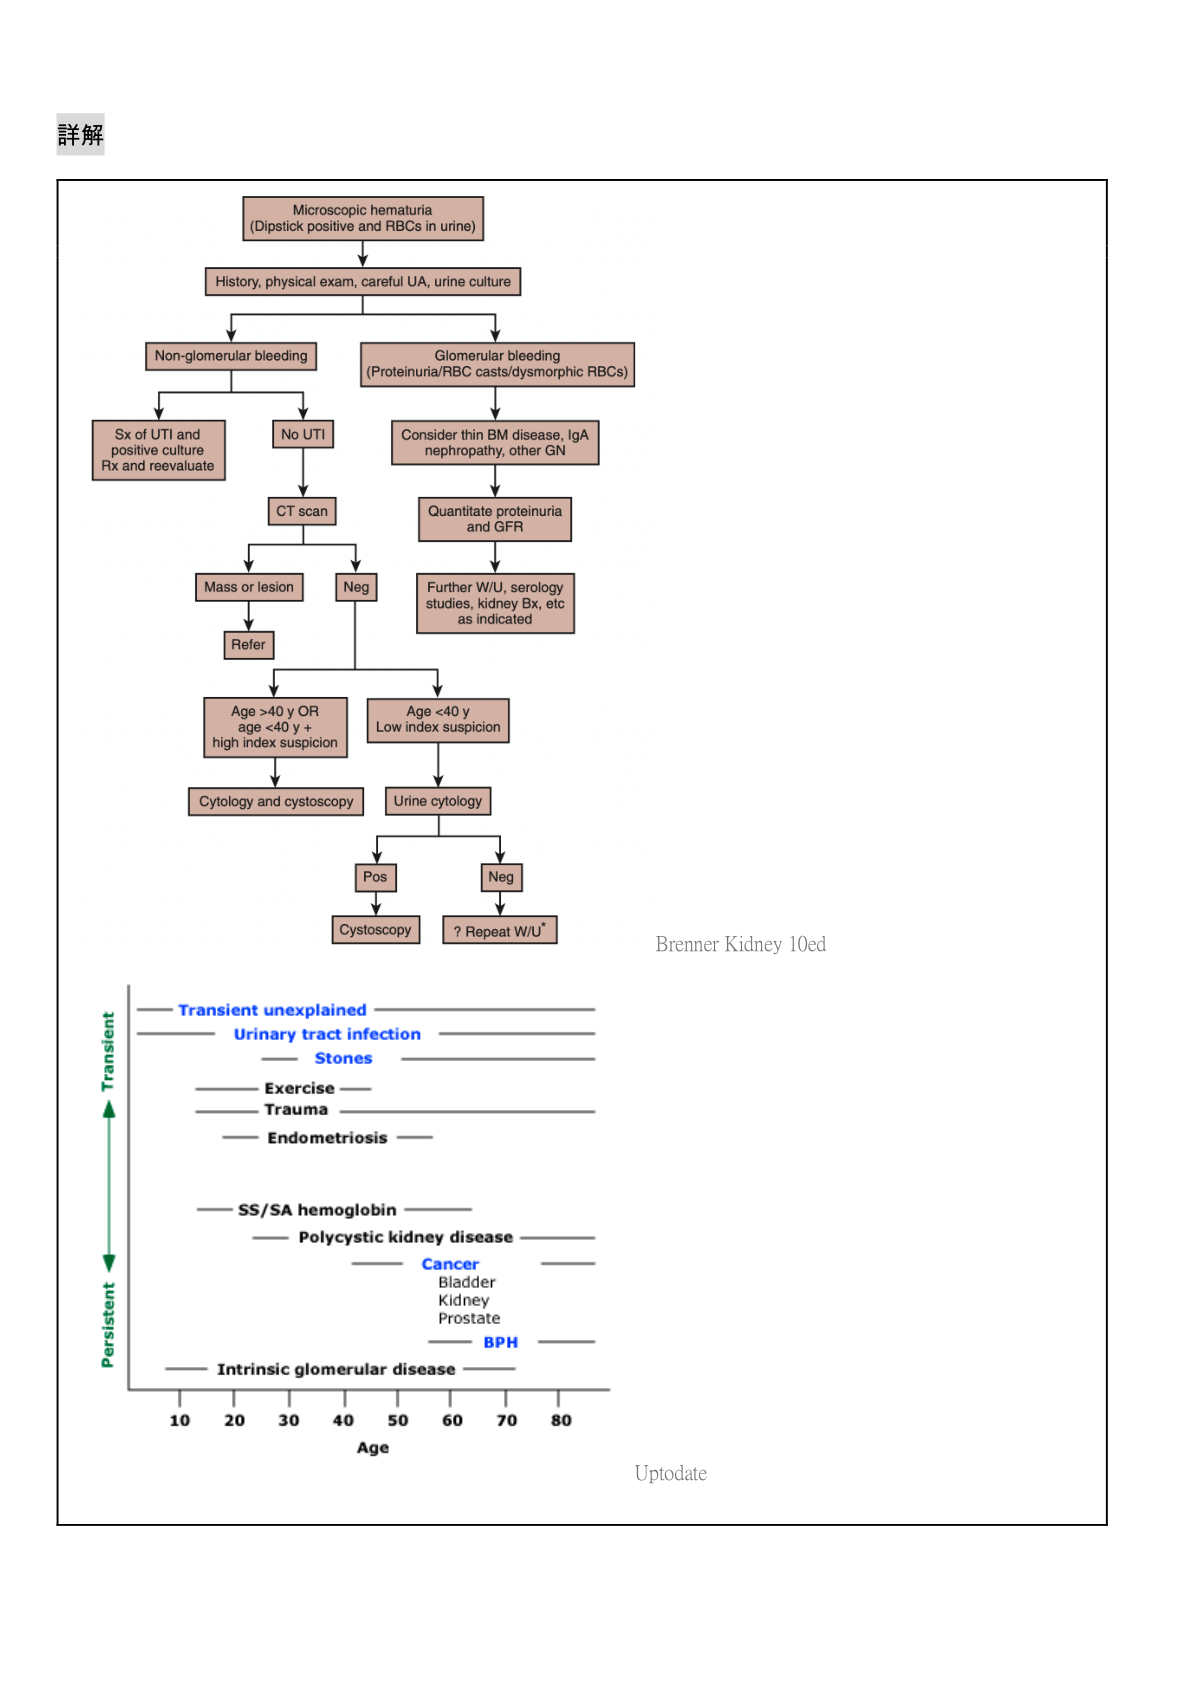 詳解
Microscopic hematuria
(Dipstick positive and RBCs in urine)
History, physical exam, careful UA, urine culture
Non-glomerular bleeding
Glomerular bleeding
(Proteinuria/RBC casts/dysmorphic RBCs)
Sx of UTI and
positive culture
Rx and reevaluate
No UTI
Consider thin BM disease, IgA
nephropathy, other GN
CT scan
Quantitate proteinuria
and GFR
Mass or lesion
Neg
Further W/U, serology
studies, kidney Bx, etc
as indicated
Refer
Age >40 y OR
age <40 y +
high index suspicion
Age <40 y
Low index suspicion
Cytology and cystoscopy
Urine cytology
Pos
Neg
Cystoscopy
? Repeat W/U*
Brenner Kidney 10ed
Transient
Persistent
Transient unexplained
Urinary tract infection
Stones
Exercise
Trauma
Endometriosis
SS/SA hemoglobin
Polycystic kidney disease
Cancer
Bladder
Kidney
Prostate
BPH
Intrinsic glomerular disease
10 20 30 40 50 60 70 80
Age
Uptodate